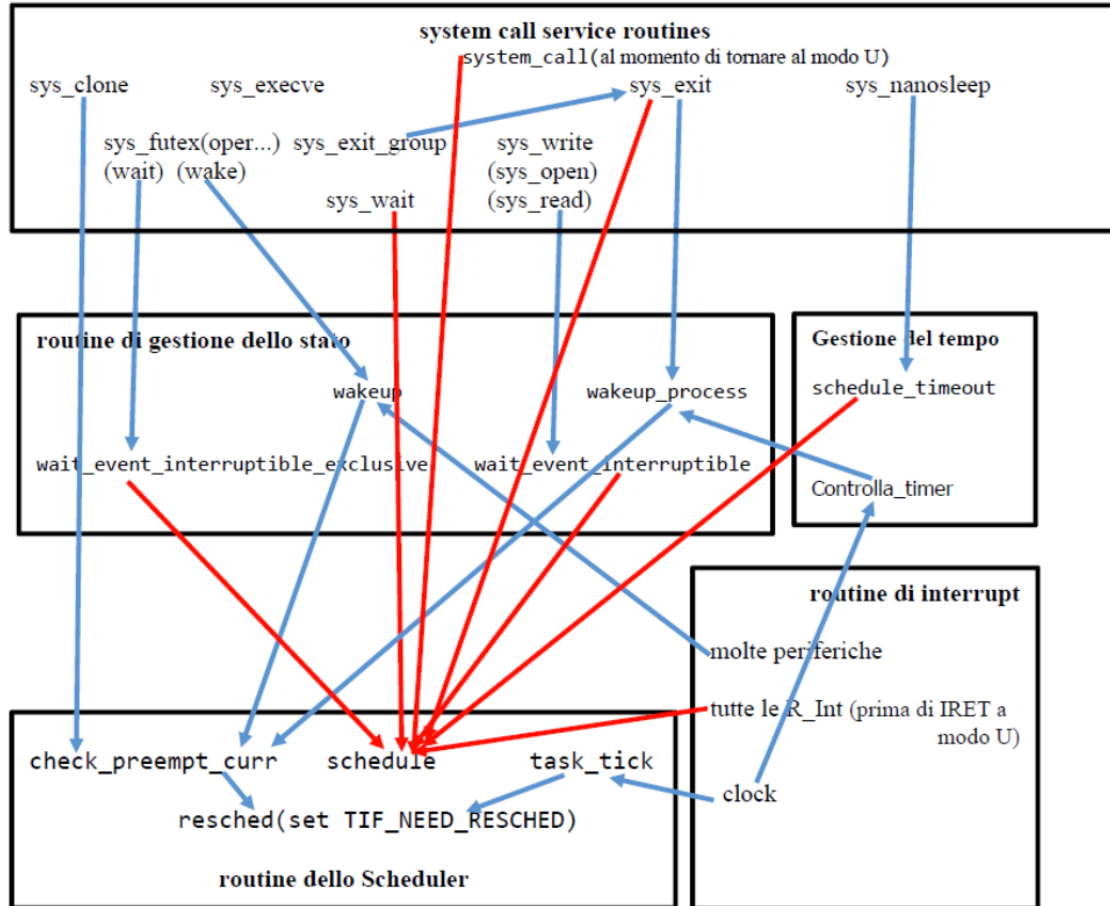 system call service routines
system_call(al momento di tornare al modo U)
sys_clone sys_execve sys_exit sys_nanosleep
sys_futex(oper...) sys_exit_group sys_write
(wait) (wake) (sys_open)
sys_wait (sys_read)
routine di gestione dello stato
Gestione del tempo
wakeup wakeup_process schedule_timeout
wait_event_interruptible_exclusive wait_event_interruptible
Controlla_timer
routine di interrupt
molte periferiche
tutte le R_Int (prima di IRET a
modo U)
clock
check_preempt_curr schedule task_tick
resched(set TIF_NEED_RESCHED)
routine dello Scheduler